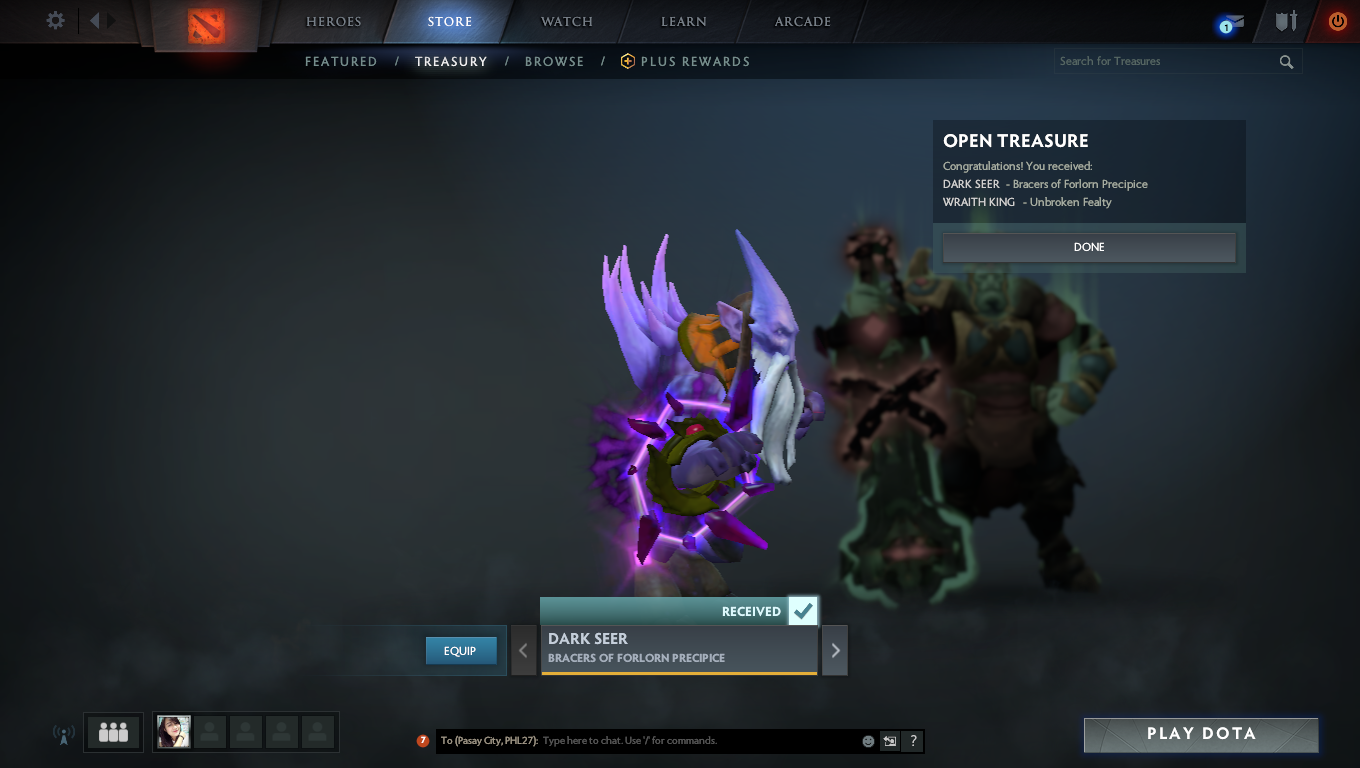 HEROES STORE WATCH LEARN ARCADE
1
FEATURED / TREASURY / BROWSE / PLUS REWARDS
Search for Treasures
OPEN TREASURE
Congratulations! You received:
DARK SEER - Bracers of Forlorn Precipice
WRAITH KING - Unbroken Fealty
DONE
RECEIVED
EQUIP
DARK SEER
BRACERS OF FORLORN PRECIPICE
7 To (Pasay City, PHL27): Type here to chat. Use '/' for commands. ?
PLAY DOTA